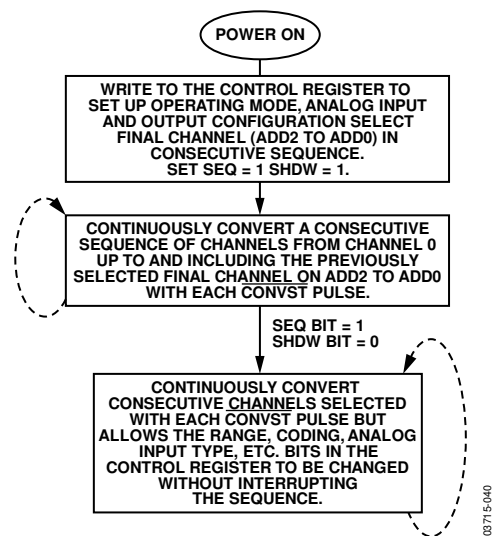 POWER ON
WRITE TO THE CONTROL REGISTER TO
SET UP OPERATING MODE, ANALOG INPUT
AND OUTPUT CONFIGURATION SELECT
FINAL CHANNEL (ADD2 TO ADD0) IN
CONSECUTIVE SEQUENCE.
SET SEQ = 1 SHDW = 1.
CONTINUOUSLY CONVERT A CONSECUTIVE
SEQUENCE OF CHANNELS FROM CHANNEL 0
UP TO AND INCLUDING THE PREVIOUSLY
SELECTED FINAL CHANNEL ON ADD2 TO ADD0
WITH EACH CONVST PULSE.
SEQ BIT = 1
SHDW BIT = 0
CONTINUOUSLY CONVERT
CONSECUTIVE CHANNELS SELECTED
WITH EACH CONVST PULSE BUT
ALLOWS THE RANGE, CODING, ANALOG
INPUT TYPE, ETC. BITS IN THE
CONTROL REGISTER TO BE CHANGED
WITHOUT INTERRUPTING
THE SEQUENCE.
03715-040